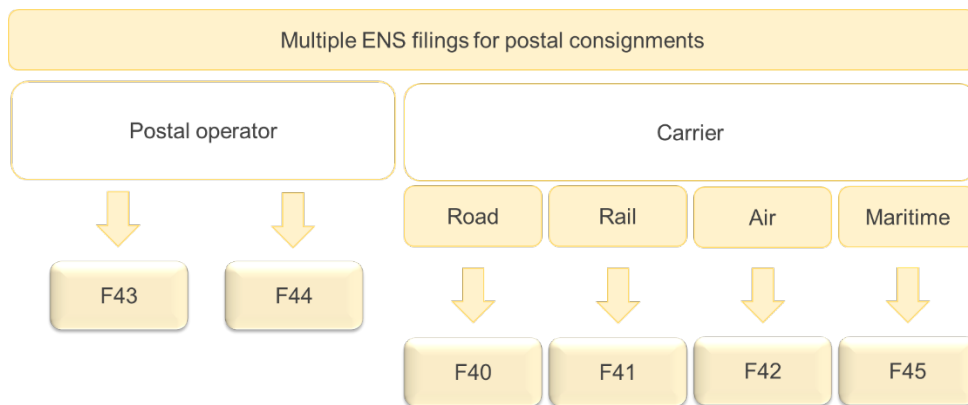 Multiple ENS filings for postal consignments
Postal operator
Carrier
Road
Rail
Air
Maritime
F43
F44
F40
F41
F42
F45